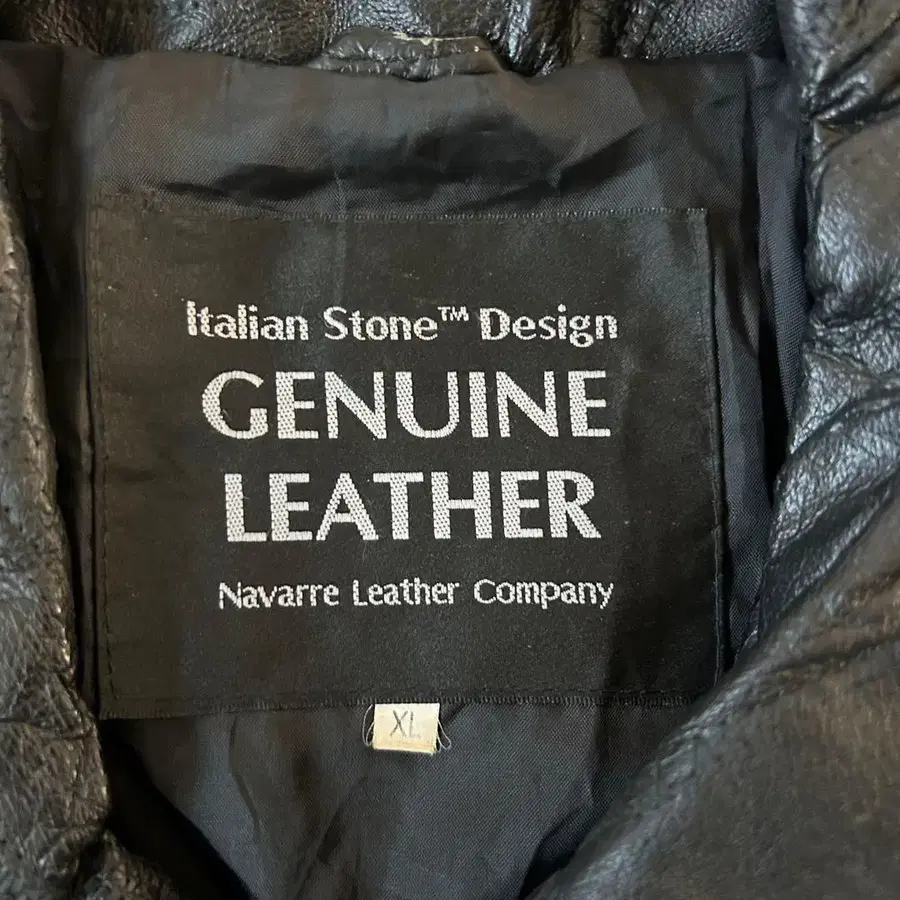 Italian Stone™ Design
GENUINE
LEATHER
Navarre Leather Company
XL